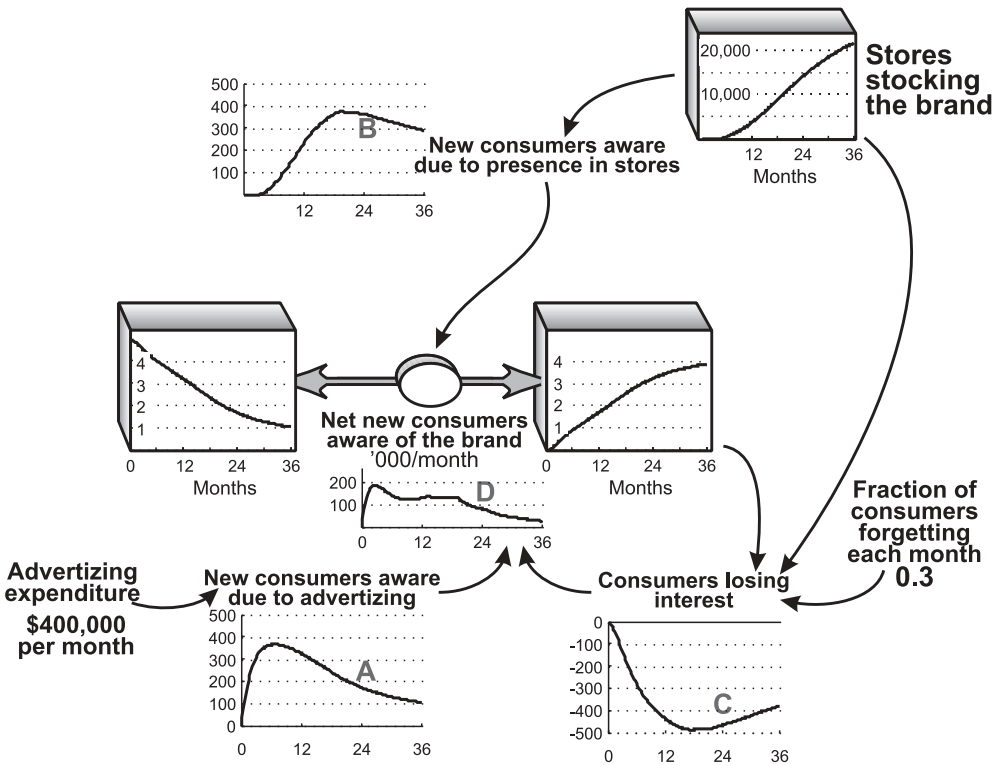 20,000
10,000
12 24 36
Months
Stores
stocking
the brand
500
400
300
200
100
B
12 24 36
New consumers aware
due to presence in stores
4
3
2
1
0 12 24 36
Months
4
3
2
1
0 12 24 36
Months
Net new consumers
aware of the brand
'000/month
200
100
D
0 12 24 36
Fraction of
consumers
forgetting
each month
0.3
Advertizing
expenditure
$400,000
per month
New consumers aware
due to advertizing
500
400
300
200
100
0
A
0 12 24 36
Consumers losing
interest
0
-100
-200
-300
-400
-500
C
0 12 24 36